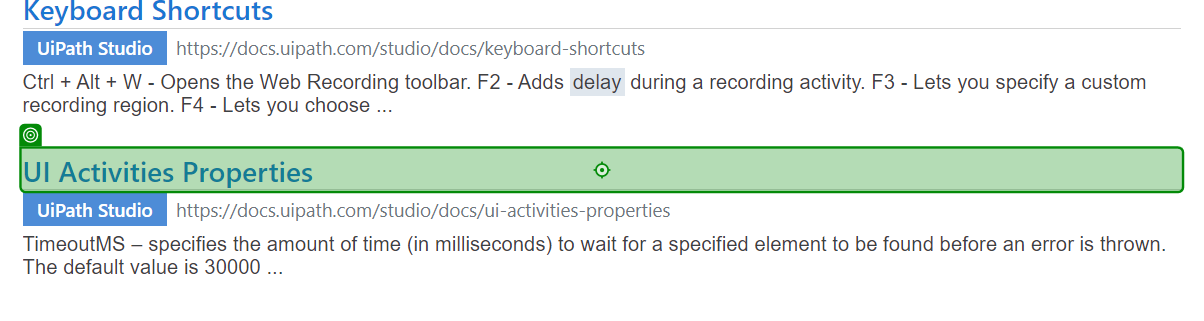 Keyboard Shortcuts
UiPath Studio https://docs.uipath.com/studio/docs/keyboard-shortcuts
Ctrl + Alt + W - Opens the Web Recording toolbar. F2 - Adds delay during a recording activity. F3 - Lets you specify a custom
recording region. F4 - Lets you choose ...
UI Activities Properties
UiPath Studio https://docs.uipath.com/studio/docs/ui-activities-properties
TimeoutMS – specifies the amount of time (in milliseconds) to wait for a specified element to be found before an error is thrown.
The default value is 30000 ...